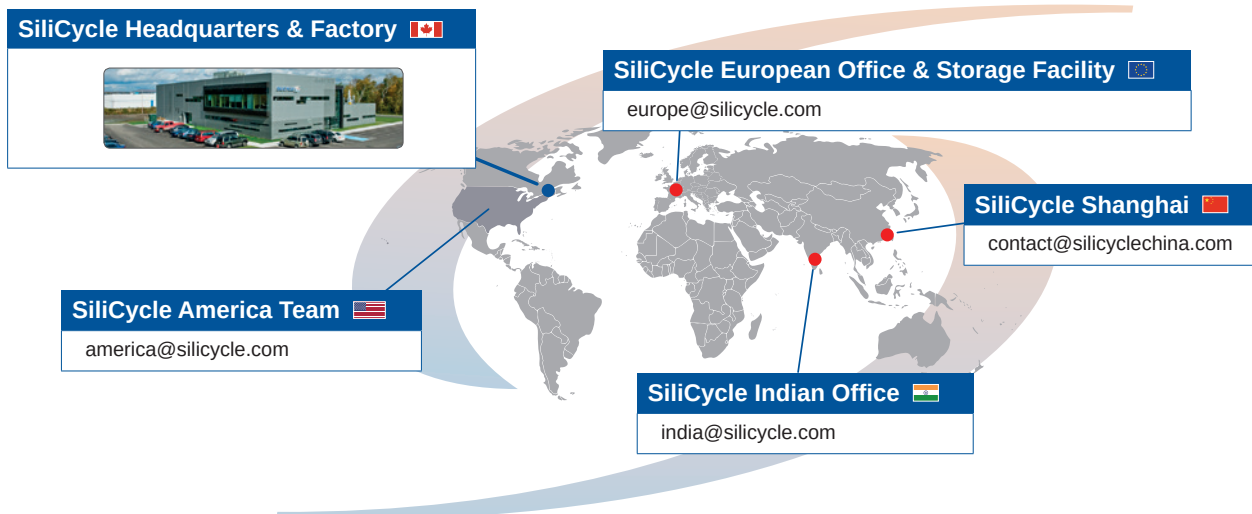 SiliCycle Headquarters & Factory
SiliCycle European Office & Storage Facility
europe@silicycle.com
SiliCycle Shanghai
contact@silicyclechina.com
SiliCycle America Team
america@silicycle.com
SiliCycle Indian Office
india@silicycle.com